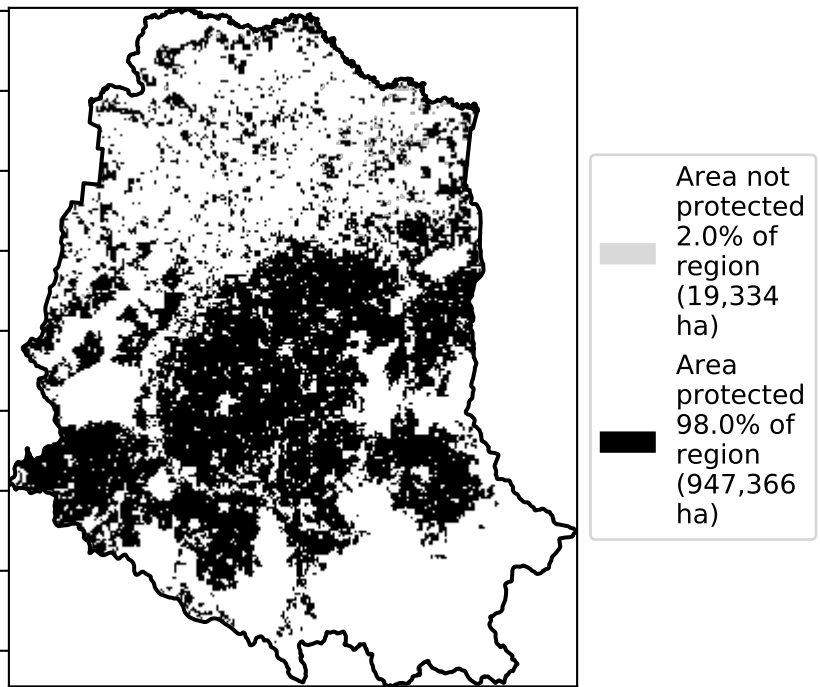 Area not
protected
2.0% of
region
(19,334
ha)
Area
protected
98.0% of
region
(947,366
ha)